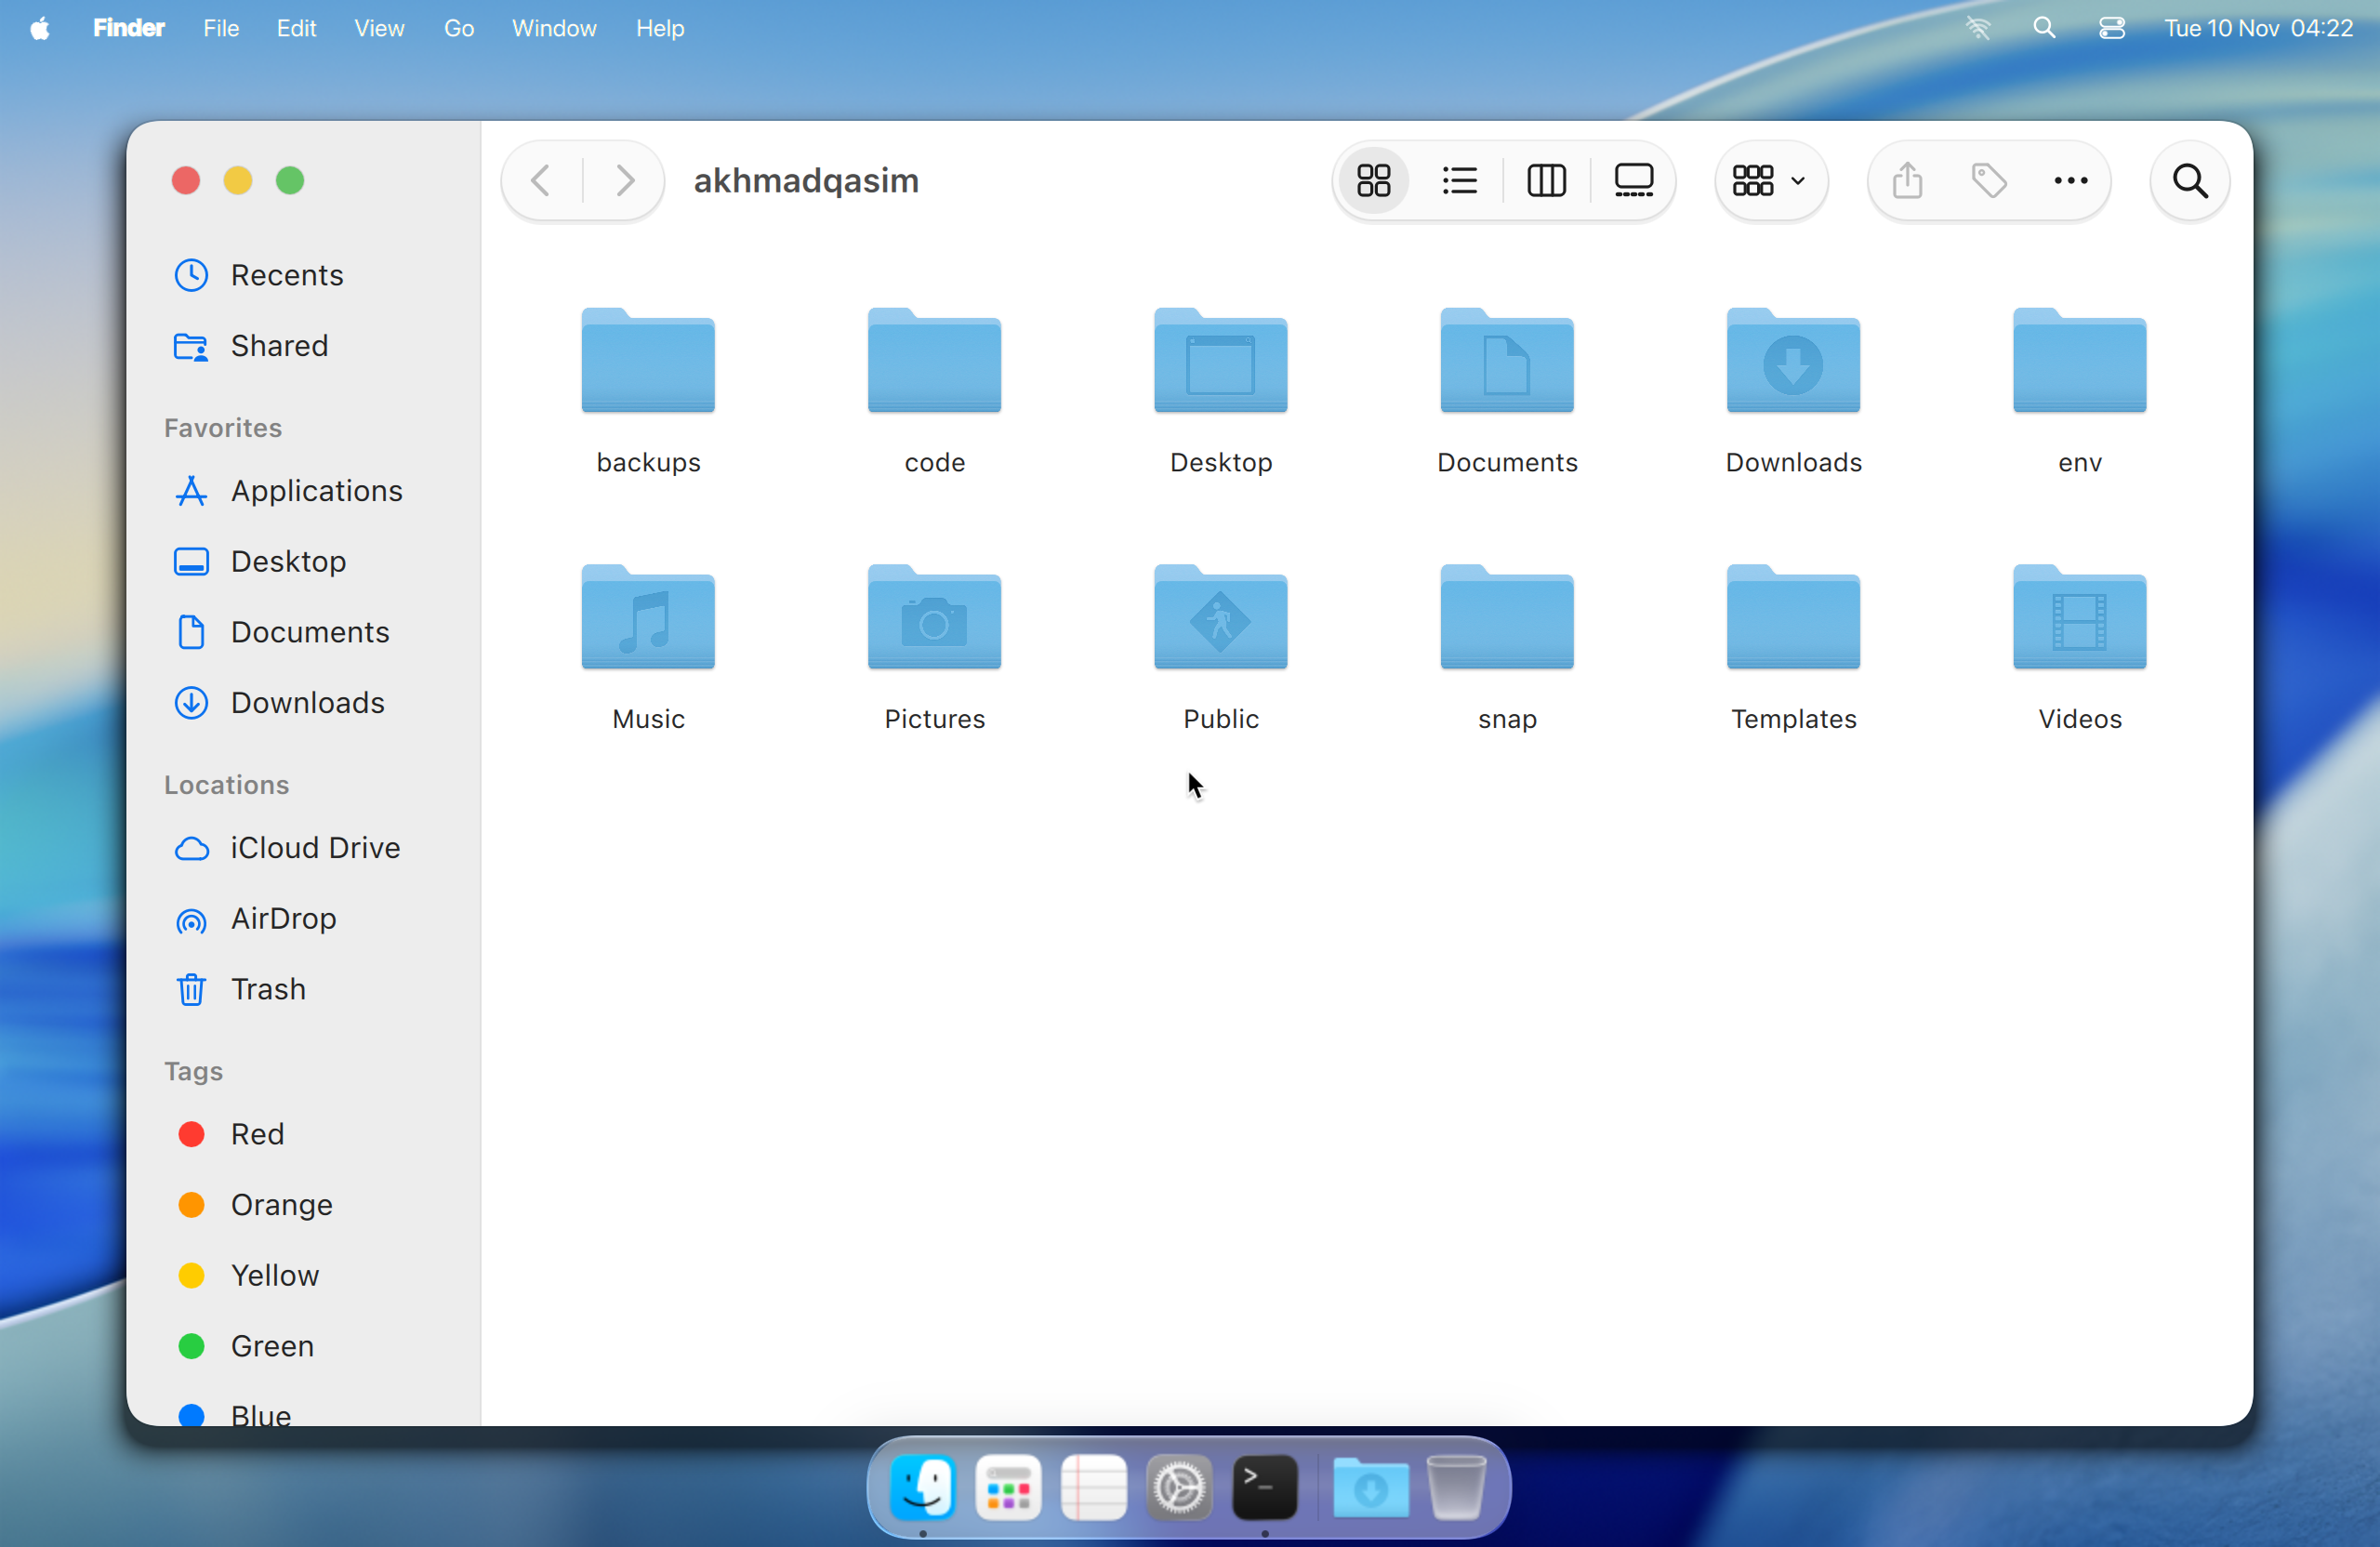 Finder File Edit View Go Window Help Tue 10 Nov 04:22
akhmadqasim
Recents
Shared
Favorites
Applications
Desktop
Documents
Downloads
Locations
iCloud Drive
AirDrop
Trash
Tags
Red
Orange
Yellow
Green
Blue
backups code Desktop Documents Downloads env
Music Pictures Public snap Templates Videos